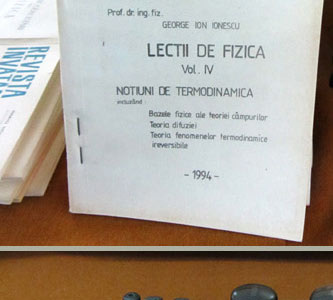 Prof. dr. ing. fiz.
GEORGE ION IONESCU
LECTII DE FIZICA
Vol. IV
NOTIUNI DE TERMODINAMICA
incluzând :
Bazele fizice ale teoriei câmpurilor
Teoria difuziei
Teoria fenomenelor termodinamice
ireversibile
- 1994 -
REVISTA